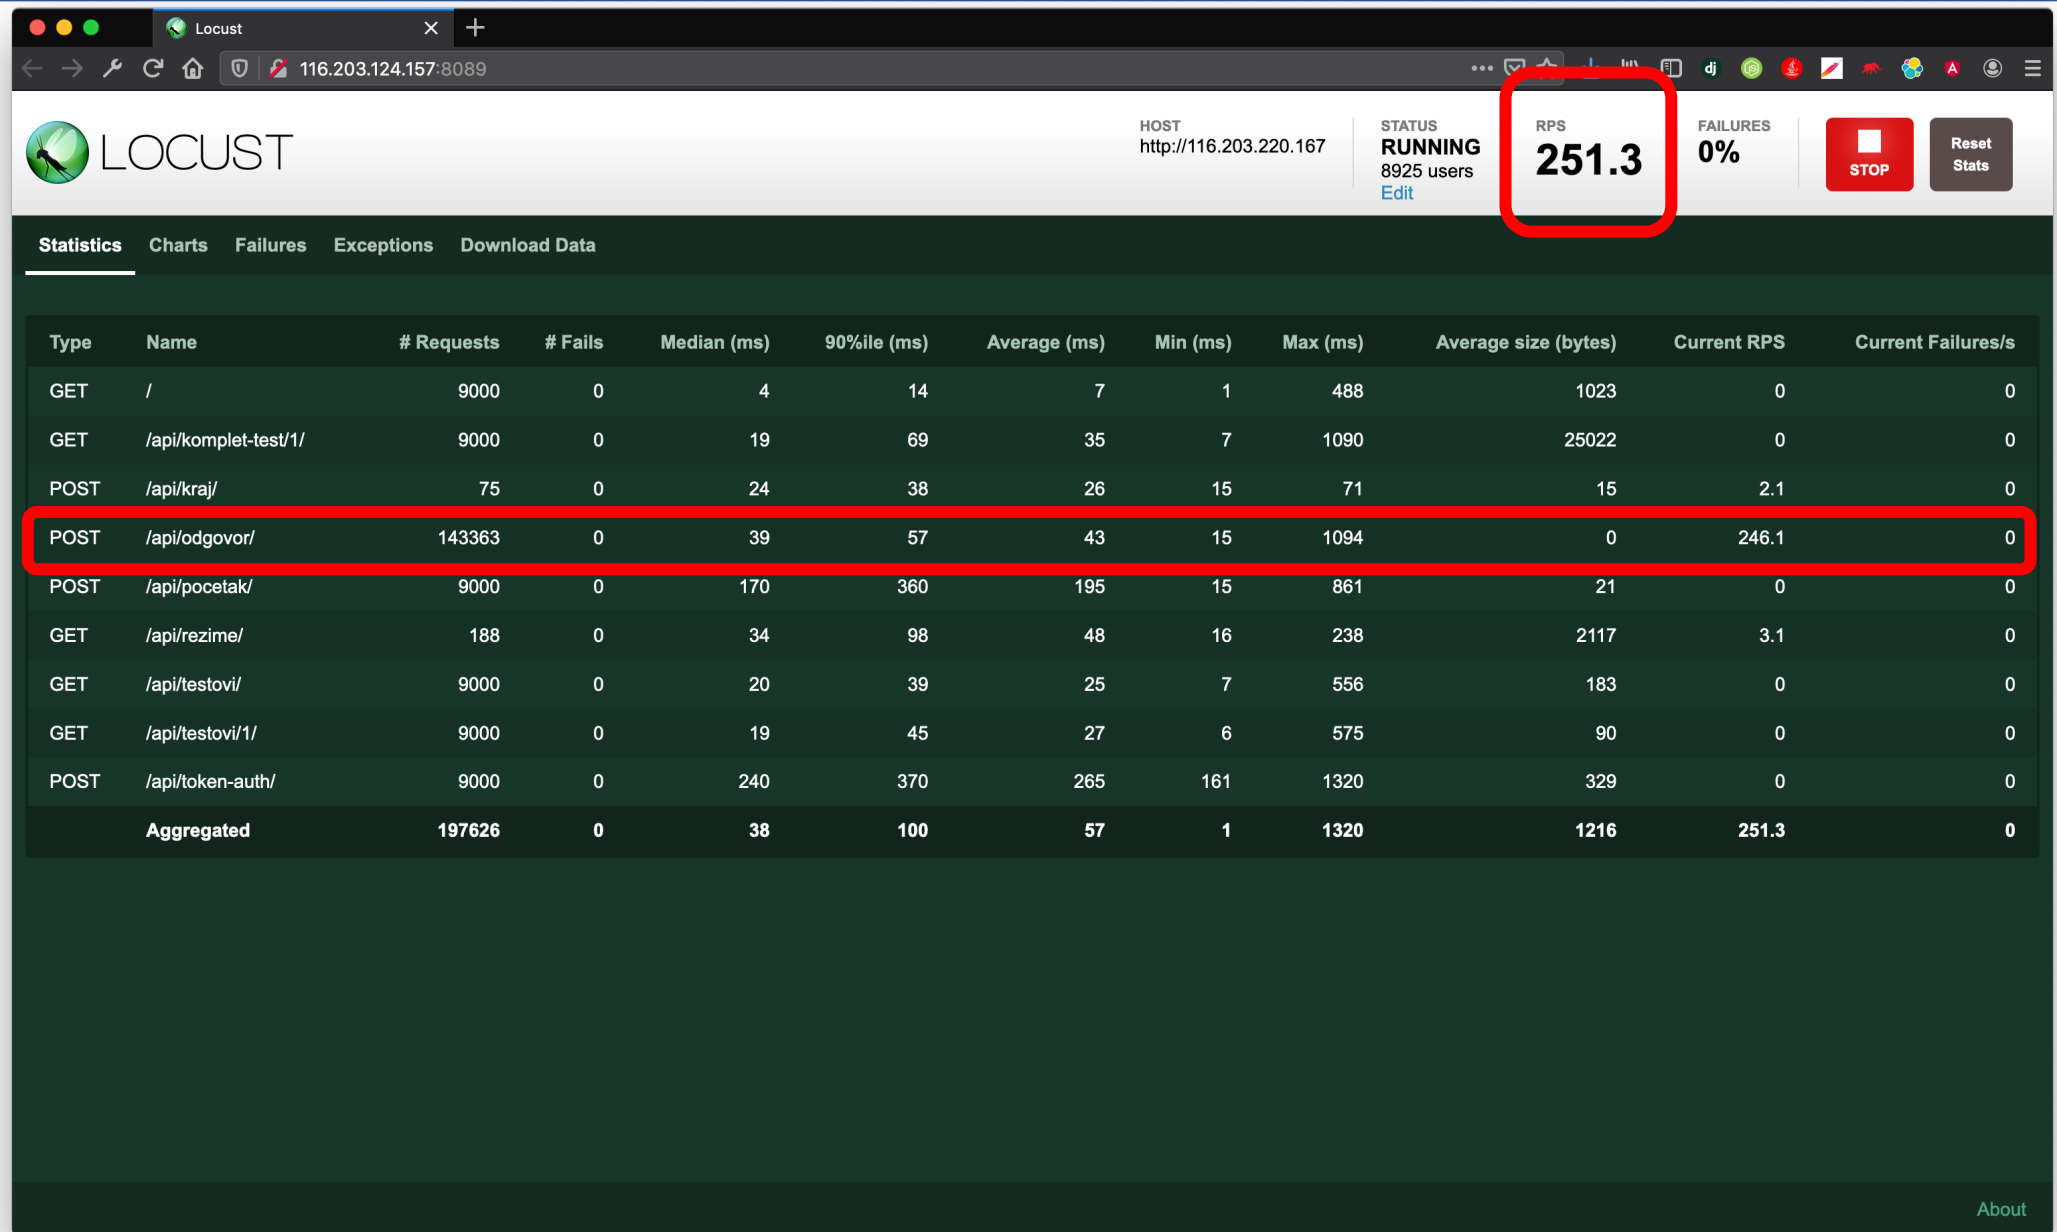 Locust
116.203.124.157:8089
LOCUST
HOST
http://116.203.220.167
STATUS
RUNNING
8925 users
Edit
RPS
251.3
FAILURES
0%
STOP
Reset
Stats
Statistics Charts Failures Exceptions Download Data
Type Name # Requests # Fails Median (ms) 90%ile (ms) Average (ms) Min (ms) Max (ms) Average size (bytes) Current RPS Current Failures/s
GET / 9000 0 4 14 7 1 488 1023 0 0
GET /api/komplet-test/1/ 9000 0 19 69 35 7 1090 25022 0 0
POST /api/kraj/ 75 0 24 38 26 15 71 15 2.1 0
POST /api/odgovor/ 143363 0 39 57 43 15 1094 0 246.1 0
POST /api/pocetak/ 9000 0 170 360 195 15 861 21 0 0
GET /api/rezime/ 188 0 34 98 48 16 238 2117 3.1 0
GET /api/testovi/ 9000 0 20 39 25 7 556 183 0 0
GET /api/testovi/1/ 9000 0 19 45 27 6 575 90 0 0
POST /api/token-auth/ 9000 0 240 370 265 161 1320 329 0 0
Aggregated 197626 0 38 100 57 1 1320 1216 251.3 0
About